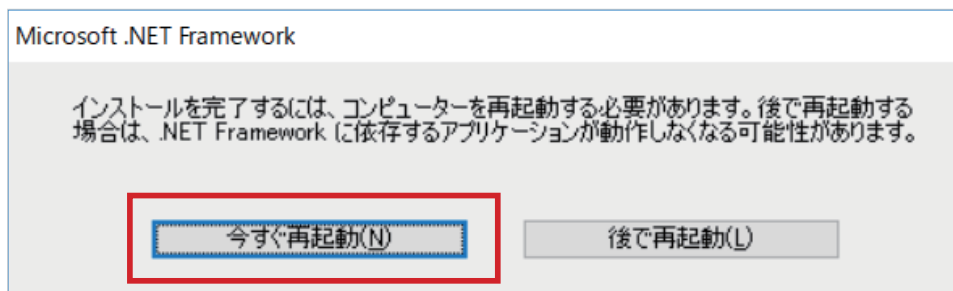 Microsoft .NET Framework
インストールを完了するには、コンピューターを再起動する必要があります。後で再起動する
場合は、.NET Framework に依存するアプリケーションが動作しなくなる可能性があります。
今すぐ再起動(N)
後で再起動(L)